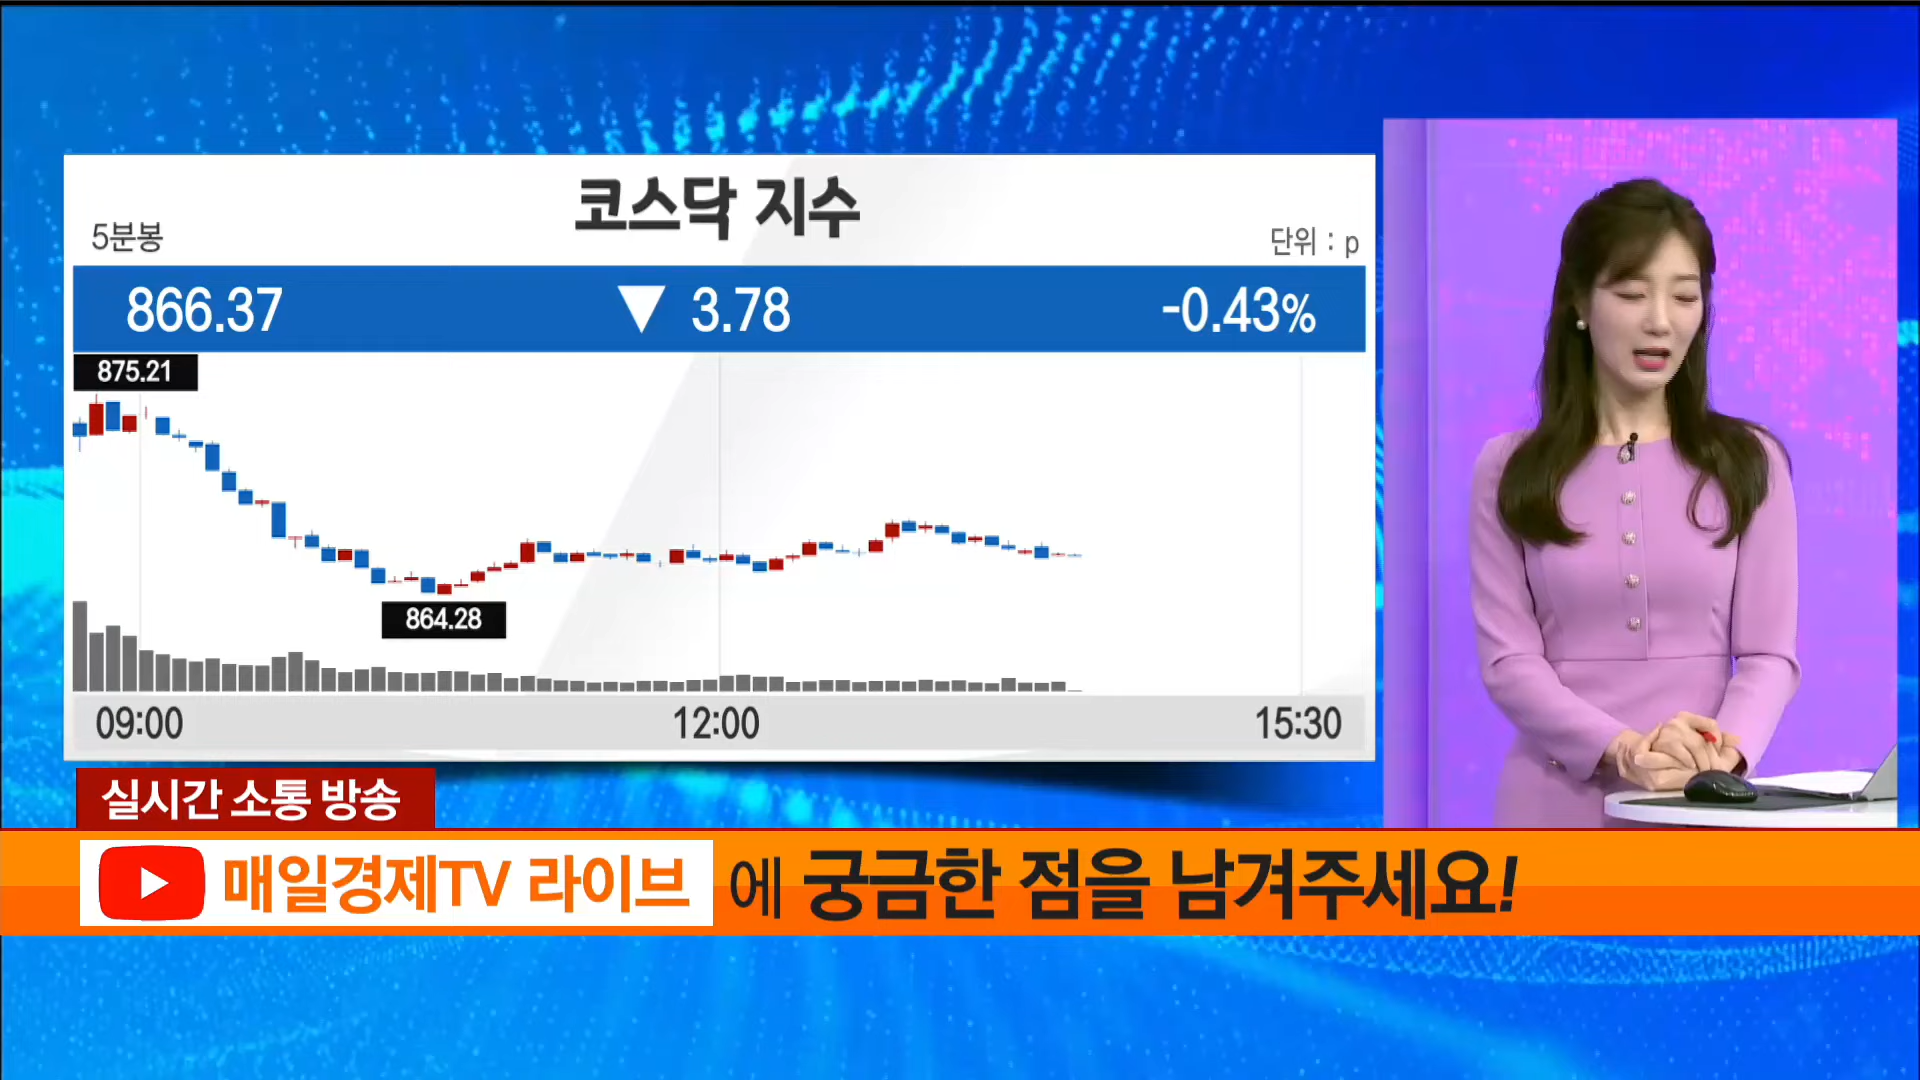 코스닥 지수
5분봉
단위 : p
866.37 ▼ 3.78 -0.43%
875.21
864.28
09:00 12:00 15:30
실시간 소통 방송
매일경제TV 라이브 에 궁금한 점을 남겨주세요!